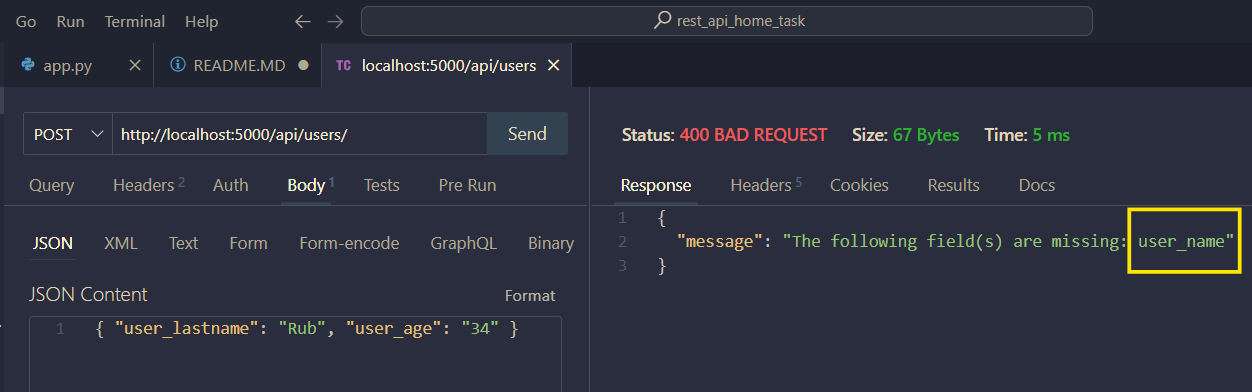 Go Run Terminal Help ← → rest_api_home_task
app.py × README.MD ● TC localhost:5000/api/users ×
POST http://localhost:5000/api/users/ Send
Query Headers 2 Auth Body 1 Tests Pre Run
JSON XML Text Form Form-encode GraphQL Binary
JSON Content Format
1 { "user_lastname": "Rub", "user_age": "34" }
Status: 400 BAD REQUEST Size: 67 Bytes Time: 5 ms
Response Headers 5 Cookies Results Docs
1 {
2 "message": "The following field(s) are missing: user_name"
3 }